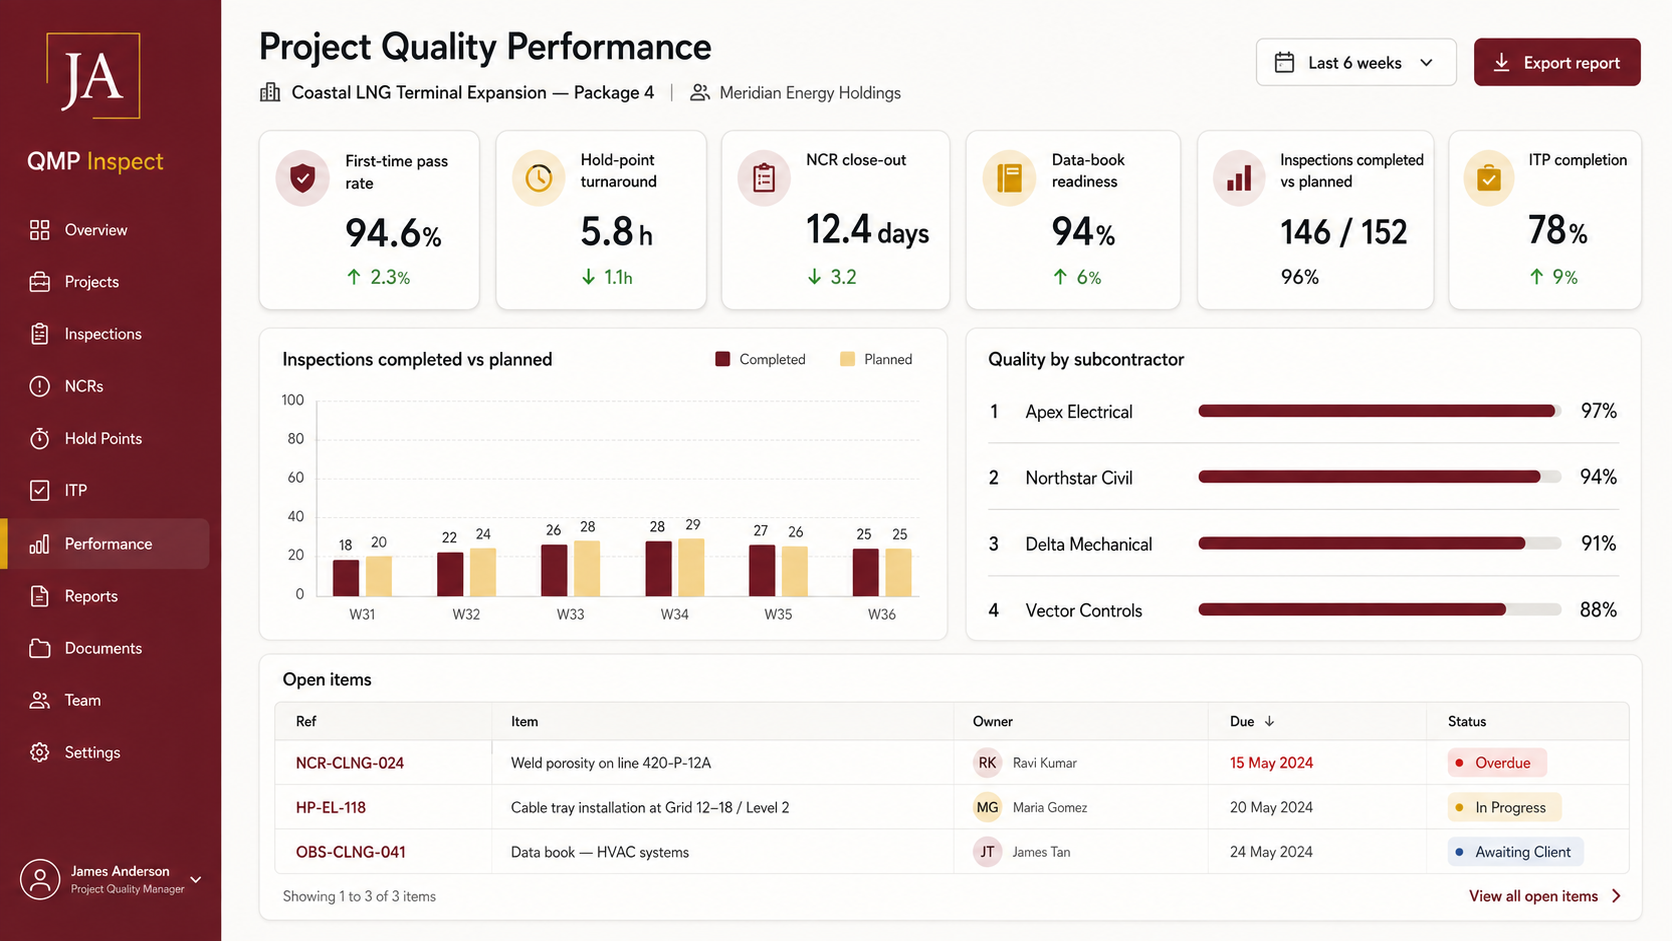 JA
QMP Inspect
Overview
Projects
Inspections
NCRs
Hold Points
ITP
Performance
Reports
Documents
Team
Settings
James Anderson
Project Quality Manager
Project Quality Performance
Coastal LNG Terminal Expansion — Package 4 | Meridian Energy Holdings
Last 6 weeks
Export report
First-time pass
rate
94.6%
↑ 2.3%
Hold-point
turnaround
5.8 h
↓ 1.1h
NCR close-out
12.4 days
↓ 3.2
Data-book
readiness
94%
↑ 6%
Inspections completed
vs planned
146 / 152
96%
ITP completion
78%
↑ 9%
Inspections completed vs planned
Completed Planned
100
80
60
40
20
0
18 20
22 24
26 28
28 29
27 26
25 25
W31 W32 W33 W34 W35 W36
Quality by subcontractor
1 Apex Electrical 97%
2 Northstar Civil 94%
3 Delta Mechanical 91%
4 Vector Controls 88%
Open items
Ref Item Owner Due ↓ Status
NCR-CLNG-024 Weld porosity on line 420-P-12A RK Ravi Kumar 15 May 2024 Overdue
HP-EL-118 Cable tray installation at Grid 12–18 / Level 2 MG Maria Gomez 20 May 2024 In Progress
OBS-CLNG-041 Data book — HVAC systems JT James Tan 24 May 2024 Awaiting Client
Showing 1 to 3 of 3 items
View all open items